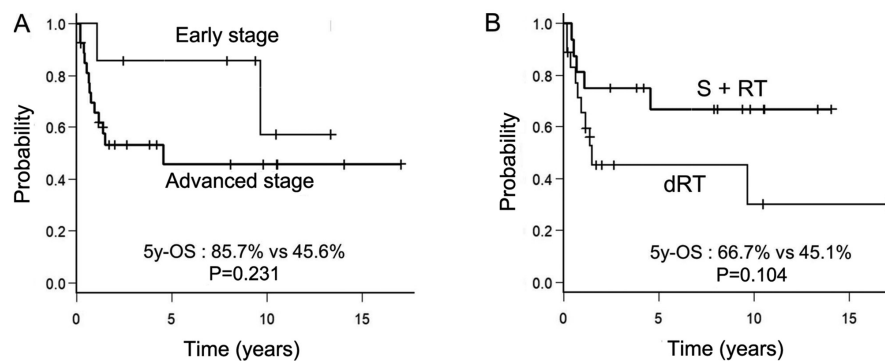 A
Probability
1.0
0.8
0.6
0.4
0.2
0.0
Early stage
Advanced stage
5y-OS : 85.7% vs 45.6%
P=0.231
0 5 10 15
Time (years)
B
Probability
1.0
0.8
0.6
0.4
0.2
0.0
S + RT
dRT
5y-OS : 66.7% vs 45.1%
P=0.104
0 5 10 15
Time (years)